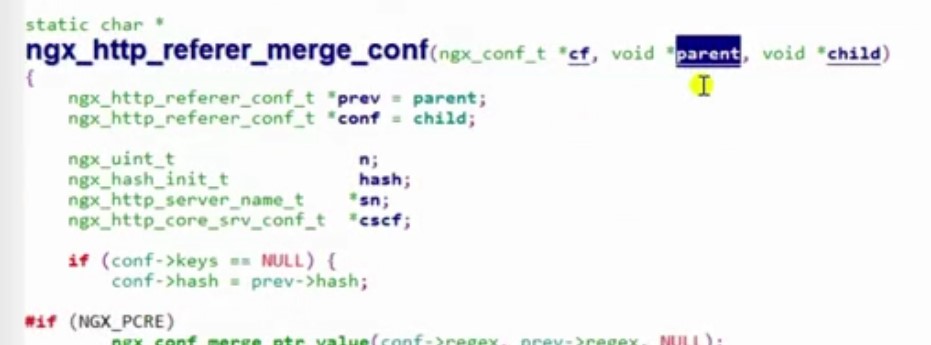 static char *
ngx_http_referer_merge_conf(ngx_conf_t *cf, void *parent, void *child)
{
    ngx_http_referer_conf_t *prev = parent;
    ngx_http_referer_conf_t *conf = child;
    ngx_uint_t                 n;
    ngx_hash_init_t            hash;
    ngx_http_server_name_t    *sn;
    ngx_http_core_srv_conf_t  *cscf;
    if (conf->keys == NULL) {
        conf->hash = prev->hash;
#if (NGX_PCRE)
        ngx_conf_merge_ptr_value(conf->regex, prev->regex, NULL);